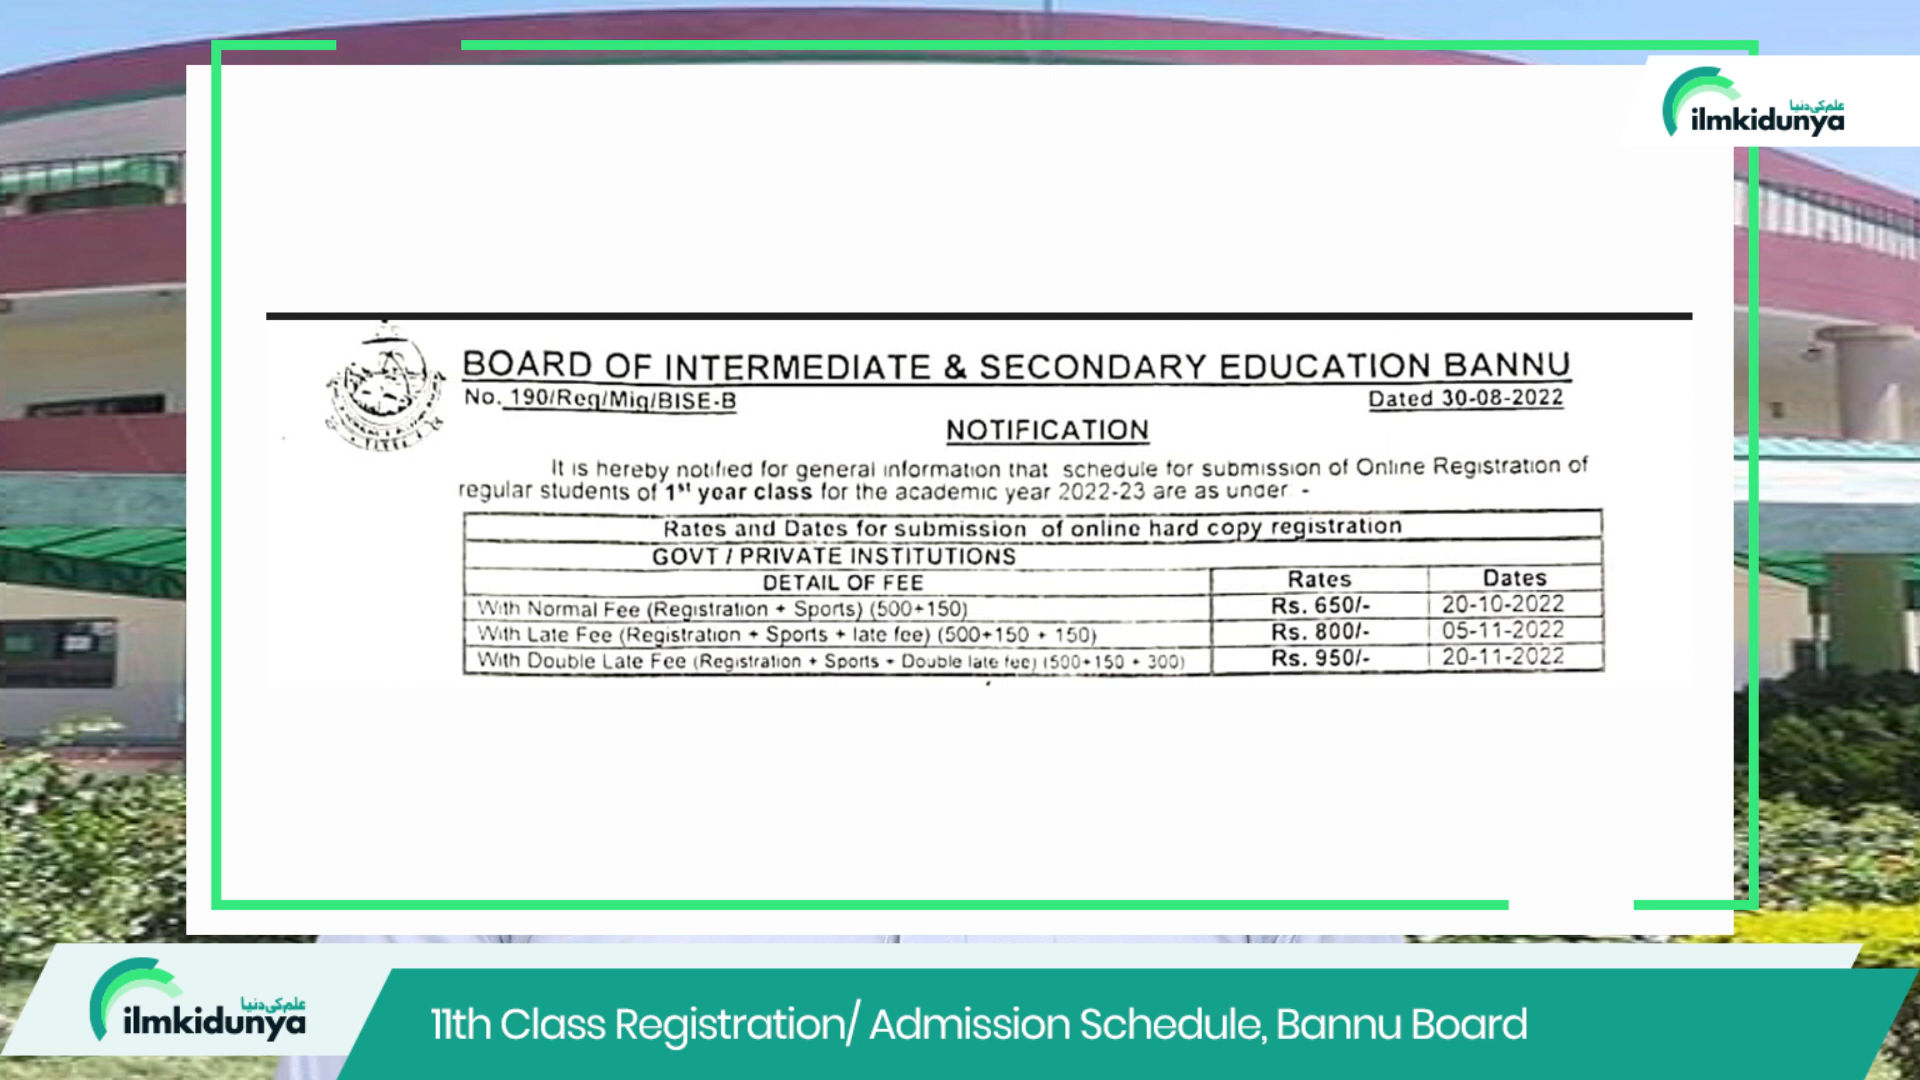 علم کی دنیا
ilmkidunya
BOARD OF INTERMEDIATE & SECONDARY EDUCATION BANNU
No. 190/Reg/Mig/BISE-B Dated 30-08-2022
NOTIFICATION
It is hereby notified for general information that schedule for submission of Online Registration of
regular students of 1st year class for the academic year 2022-23 are as under: -
Rates and Dates for submission of online hard copy registration
GOVT / PRIVATE INSTITUTIONS
DETAIL OF FEE Rates Dates
With Normal Fee (Registration + Sports) (500+150) Rs. 650/- 20-10-2022
With Late Fee (Registration + Sports + late fee) (500+150 + 150) Rs. 800/- 05-11-2022
With Double Late Fee (Registration + Sports + Double late fee) (500+150 + 300) Rs. 950/- 20-11-2022
علم کی دنیا
ilmkidunya
11th Class Registration/ Admission Schedule, Bannu Board